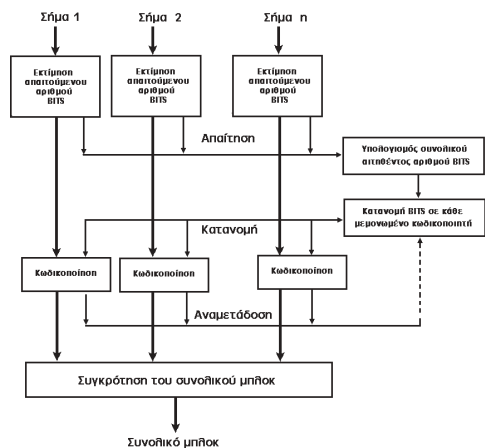 Σήμα 1 Σήμα 2 Σήμα n
Εκτίμηση
απαιτούμενου
αριθμού
BITS
Εκτίμηση
απαιτούμενου
αριθμού
BITS
Εκτίμηση
απαιτούμενου
αριθμού
BITS
Απαίτηση
Υπολογισμός συνολικού
αιτηθέντος αριθμού BITS
Κατανομή BITS σε κάθε
μεμονωμένο κωδικοποιητή
Κατανομή
Κωδικοποίηση
Κωδικοποίηση
Κωδικοποίηση
Αναμετάδοση
Συγκρότηση του συνολικού μπλοκ
Συνολικό μπλοκ